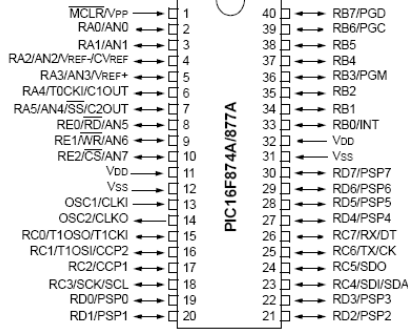 MCLR/VPP 1 40 RB7/PGD
RA0/AN0 2 39 RB6/PGC
RA1/AN1 3 38 RB5
RA2/AN2/VREF-/CVREF 4 37 RB4
RA3/AN3/VREF+ 5 36 RB3/PGM
RA4/T0CKI/C1OUT 6 35 RB2
RA5/AN4/SS/C2OUT 7 34 RB1
RE0/RD/AN5 8 33 RB0/INT
RE1/WR/AN6 9 32 VDD
RE2/CS/AN7 10 31 VSS
VDD 11 30 RD7/PSP7
VSS 12 29 RD6/PSP6
OSC1/CLKI 13 28 RD5/PSP5
OSC2/CLKO 14 27 RD4/PSP4
RC0/T1OSO/T1CKI 15 26 RC7/RX/DT
RC1/T1OSI/CCP2 16 25 RC6/TX/CK
RC2/CCP1 17 24 RC5/SDO
RC3/SCK/SCL 18 23 RC4/SDI/SDA
RD0/PSP0 19 22 RD3/PSP3
RD1/PSP1 20 21 RD2/PSP2
PIC16F874A/877A